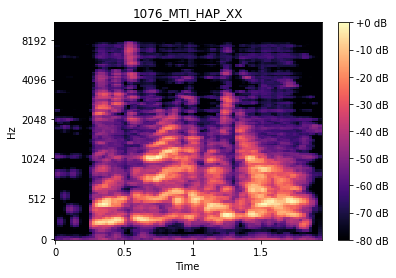 1076_MTI_HAP_XX
Hz
8192
4096
2048
1024
512
0
0
0.5
1
1.5
Time
+0 dB
-10 dB
-20 dB
-30 dB
-40 dB
-50 dB
-60 dB
-70 dB
-80 dB